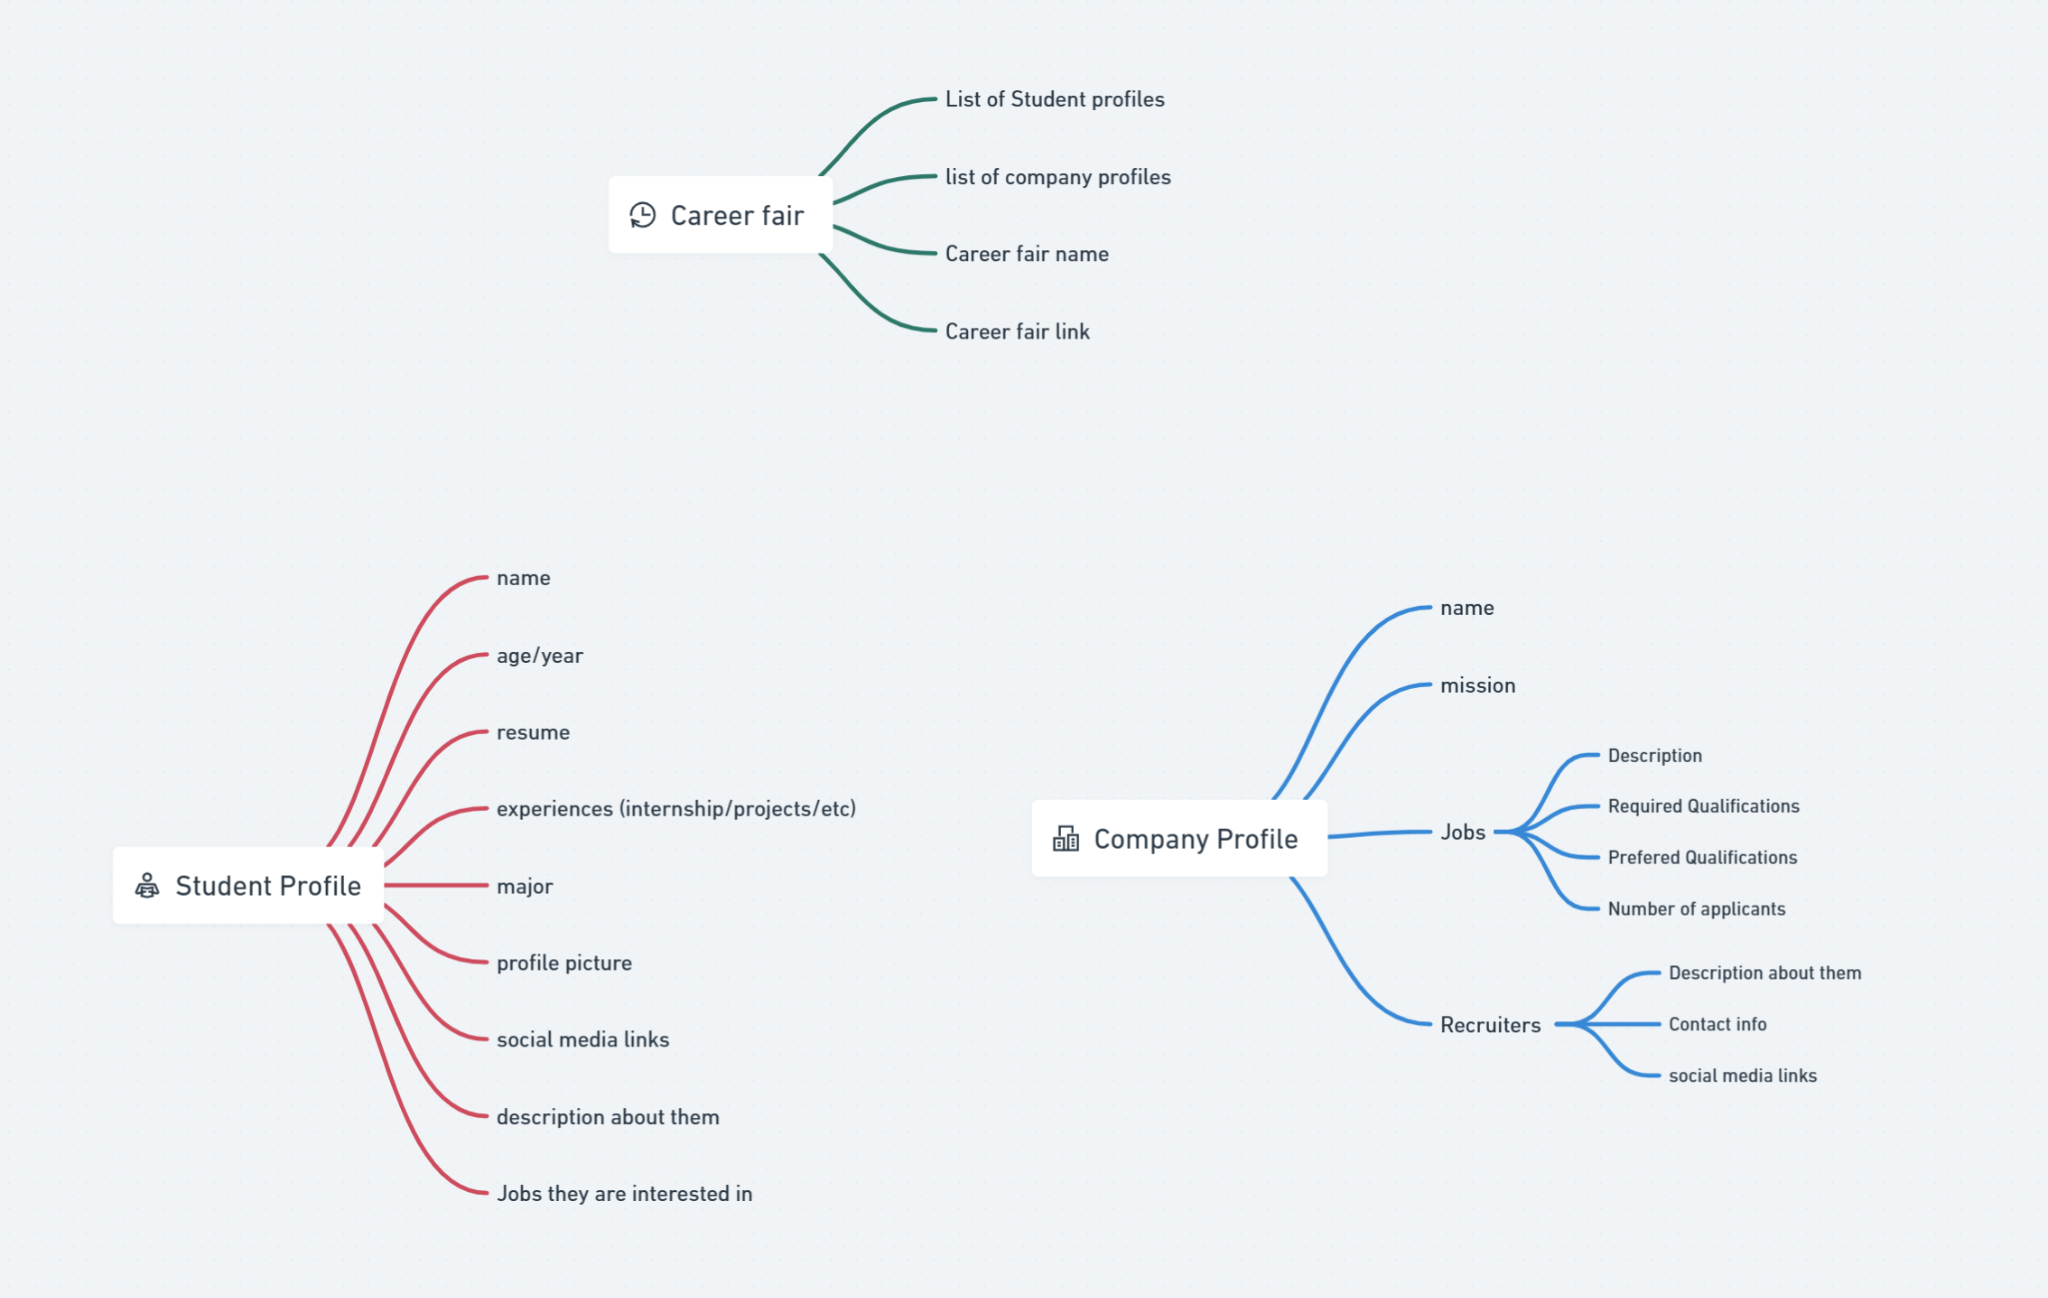 Career fair
List of Student profiles
list of company profiles
Career fair name
Career fair link
Student Profile
name
age/year
resume
experiences (internship/projects/etc)
major
profile picture
social media links
description about them
Jobs they are interested in
Company Profile
name
mission
Jobs
Description
Required Qualifications
Prefered Qualifications
Number of applicants
Recruiters
Description about them
Contact info
social media links